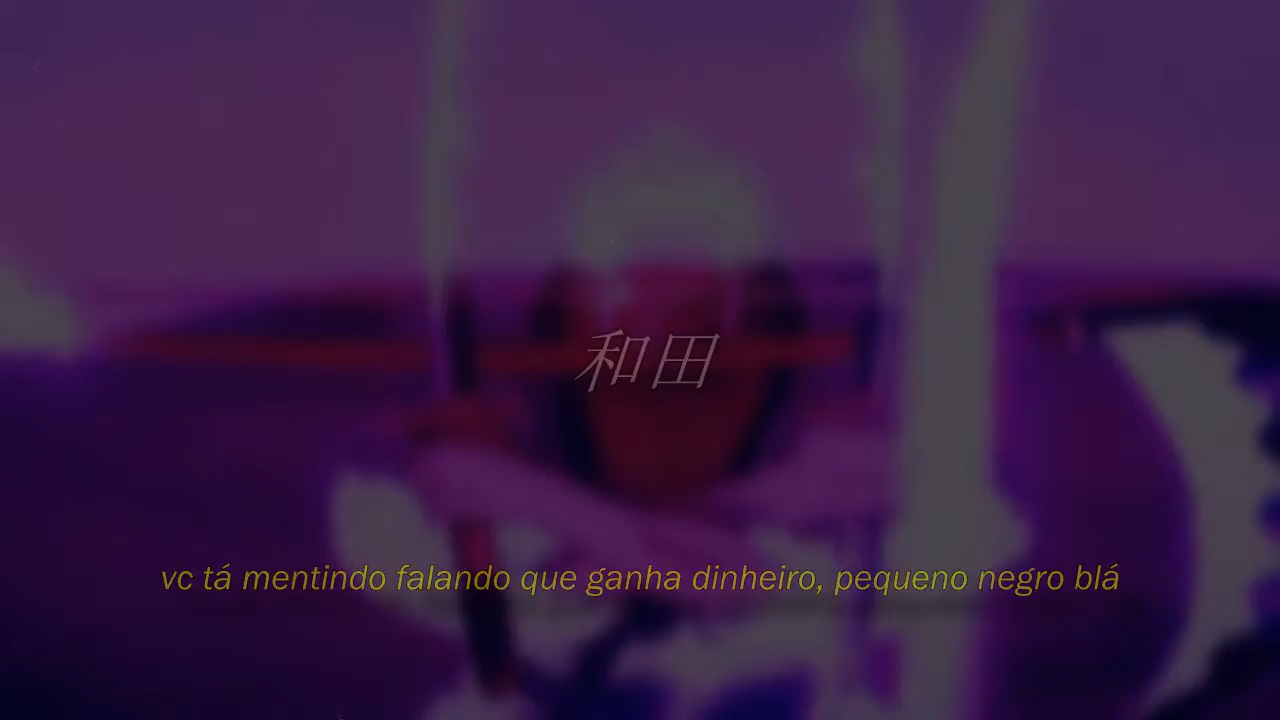 和田
vc tá mentindo falando que ganha dinheiro, pequeno negro blá